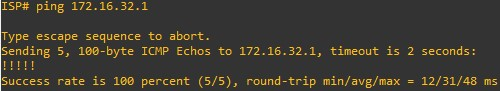 ISP# ping 172.16.32.1
Type escape sequence to abort.
Sending 5, 100-byte ICMP Echos to 172.16.32.1, timeout is 2 seconds:
!!!!!
Success rate is 100 percent (5/5), round-trip min/avg/max = 12/31/48 ms